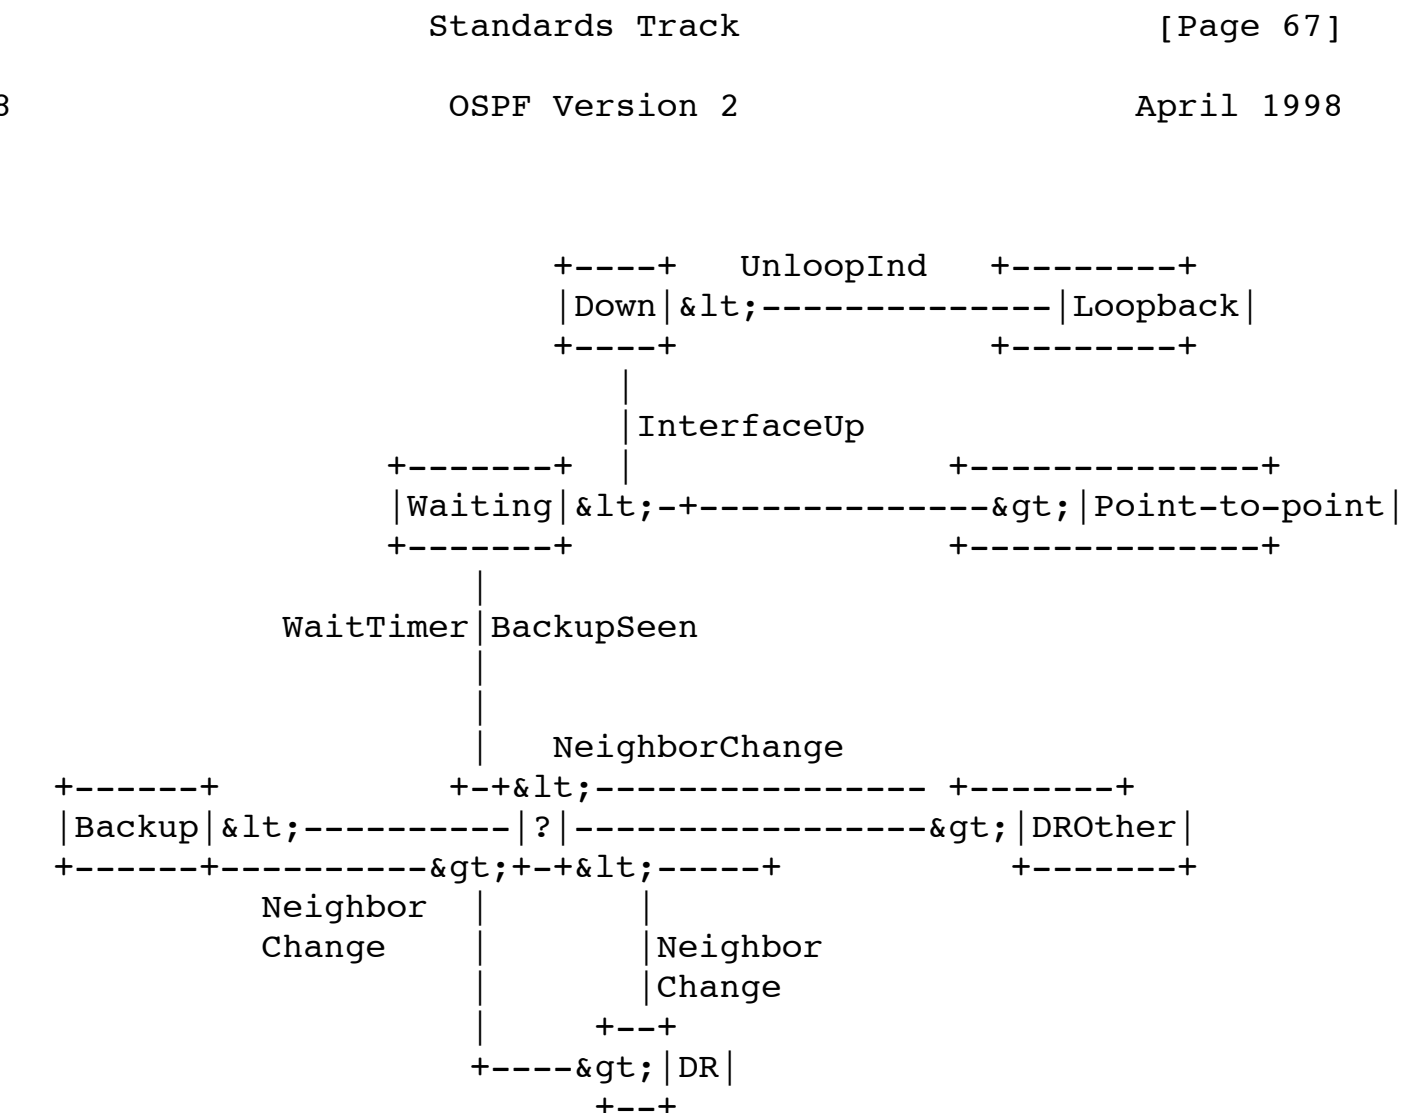 Standards Track                    [Page 67]
8                    OSPF Version 2                   April 1998
                        +----+   UnloopInd   +--------+
                        |Down|&lt;--------------|Loopback|
                        +----+               +--------+
                           |
                           |InterfaceUp
                +-------+  |               +--------------+
                |Waiting|&lt;-+--------------&gt;|Point-to-point|
                +-------+                  +--------------+
                    |
           WaitTimer|BackupSeen
                    |
                    |
                    |   NeighborChange
+------+           +-+&lt;---------------- +-------+
|Backup|&lt;----------|?|-----------------&gt;|DROther|
+------+----------&gt;+-+&lt;-----+           +-------+
          Neighbor  |       |
          Change    |       |Neighbor
                    |       |Change
                    |     +--+
                    +----&gt;|DR|
                          +--+